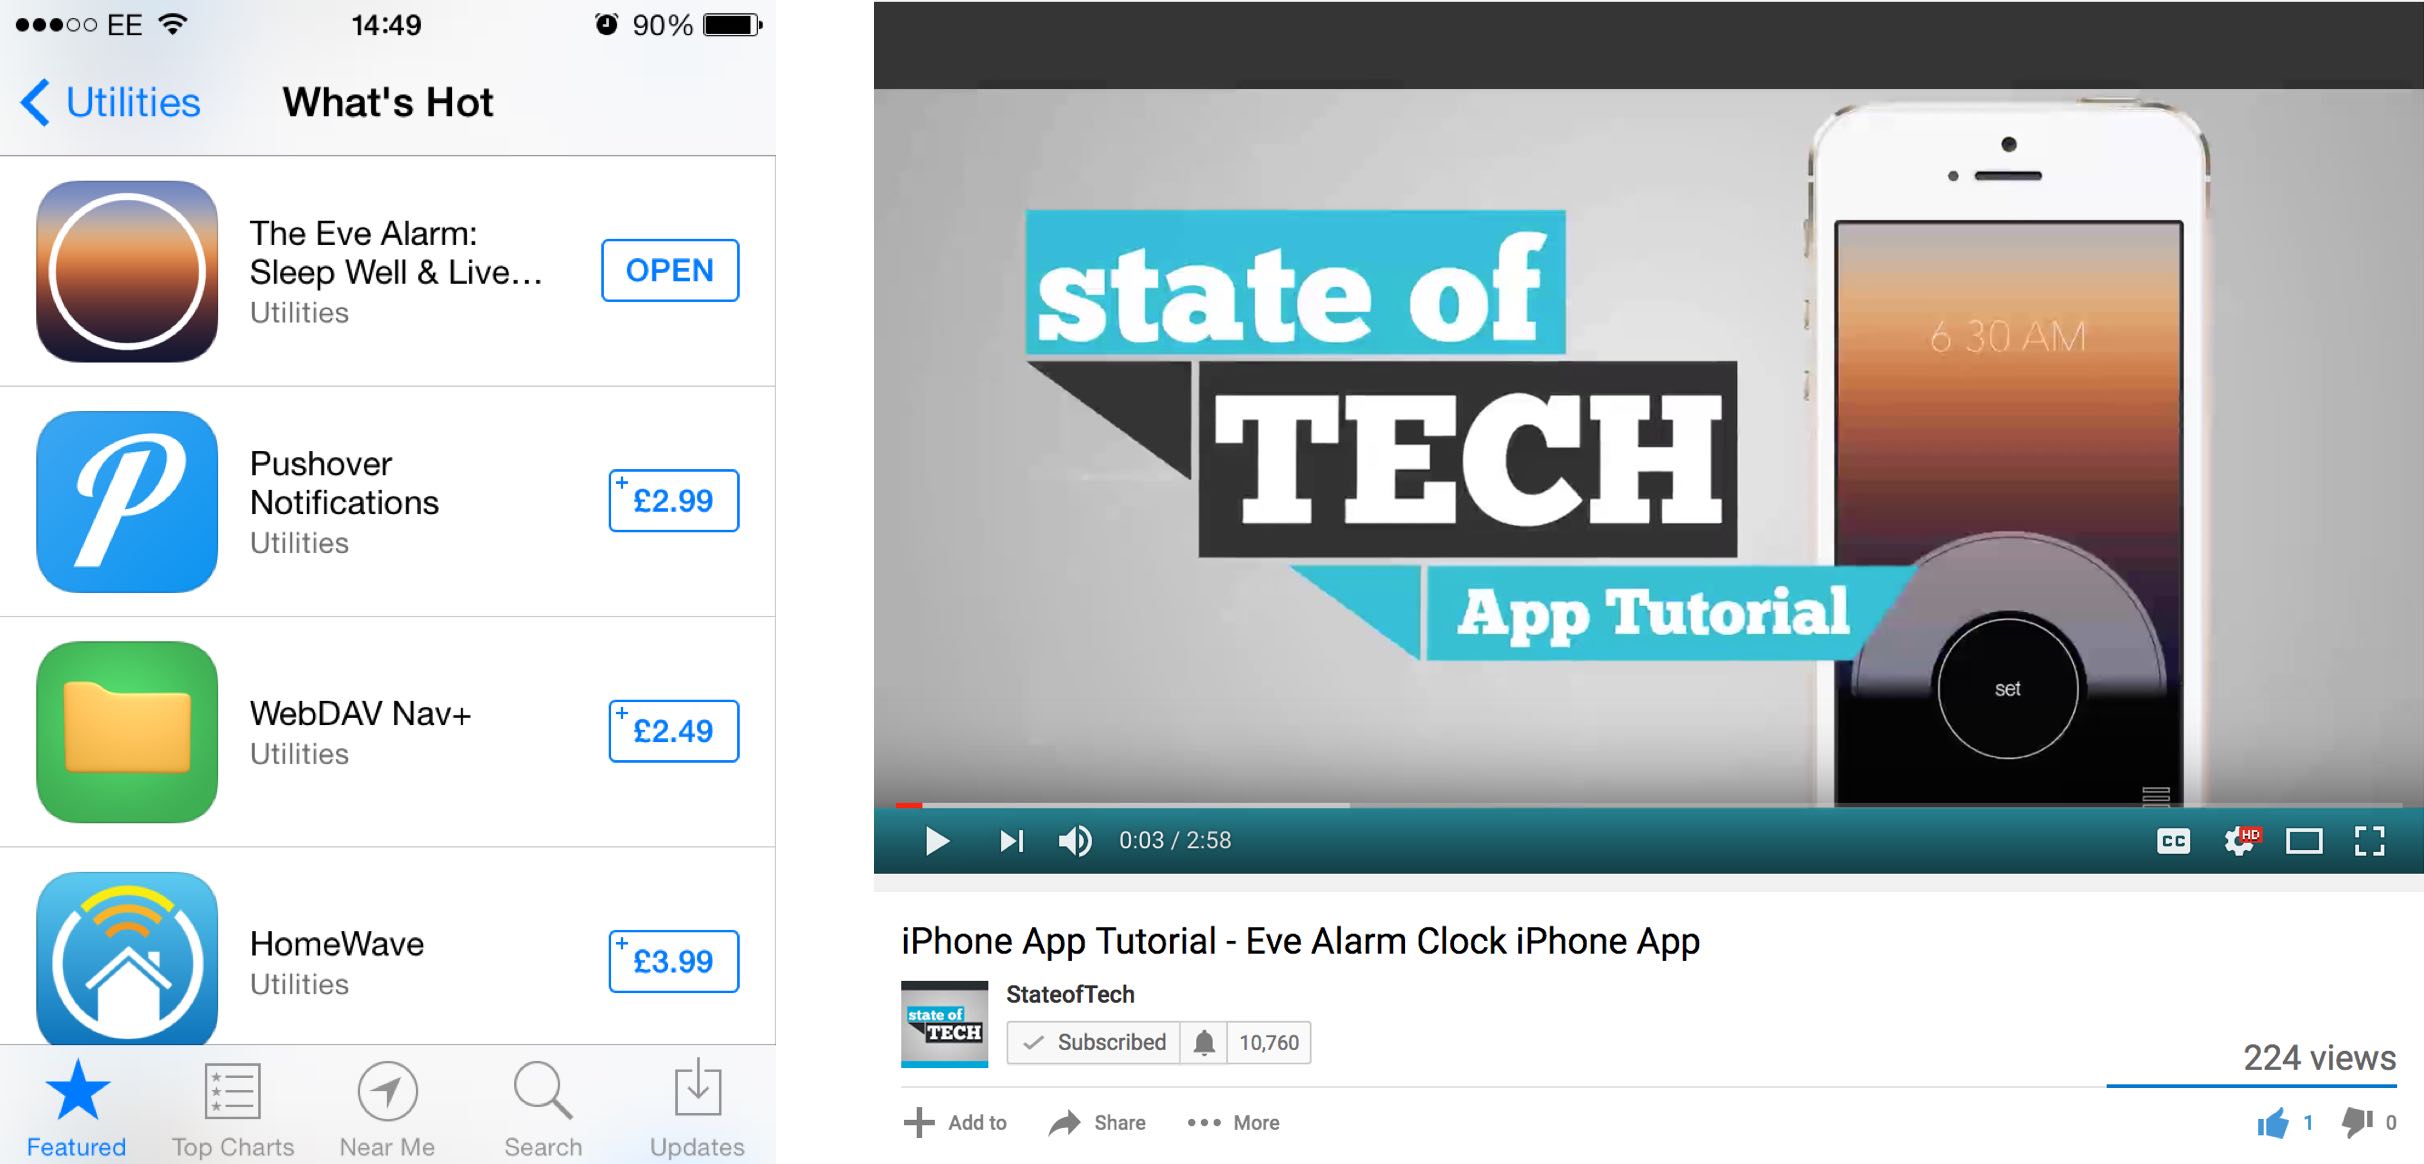 EE
14:49
90%
Utilities
What's Hot
The Eve Alarm:
Sleep Well & Live...
Utilities
OPEN
Pushover
Notifications
Utilities
+ £2.99
WebDAV Nav+
Utilities
+ £2.49
HomeWave
Utilities
+ £3.99
Featured
Top Charts
Near Me
Search
Updates
state of
TECH
App Tutorial
6 30 AM
set
0:03 / 2:58
CC
HD
iPhone App Tutorial - Eve Alarm Clock iPhone App
state of
TECH
StateofTech
Subscribed
10,760
224 views
Add to
Share
More
1
0